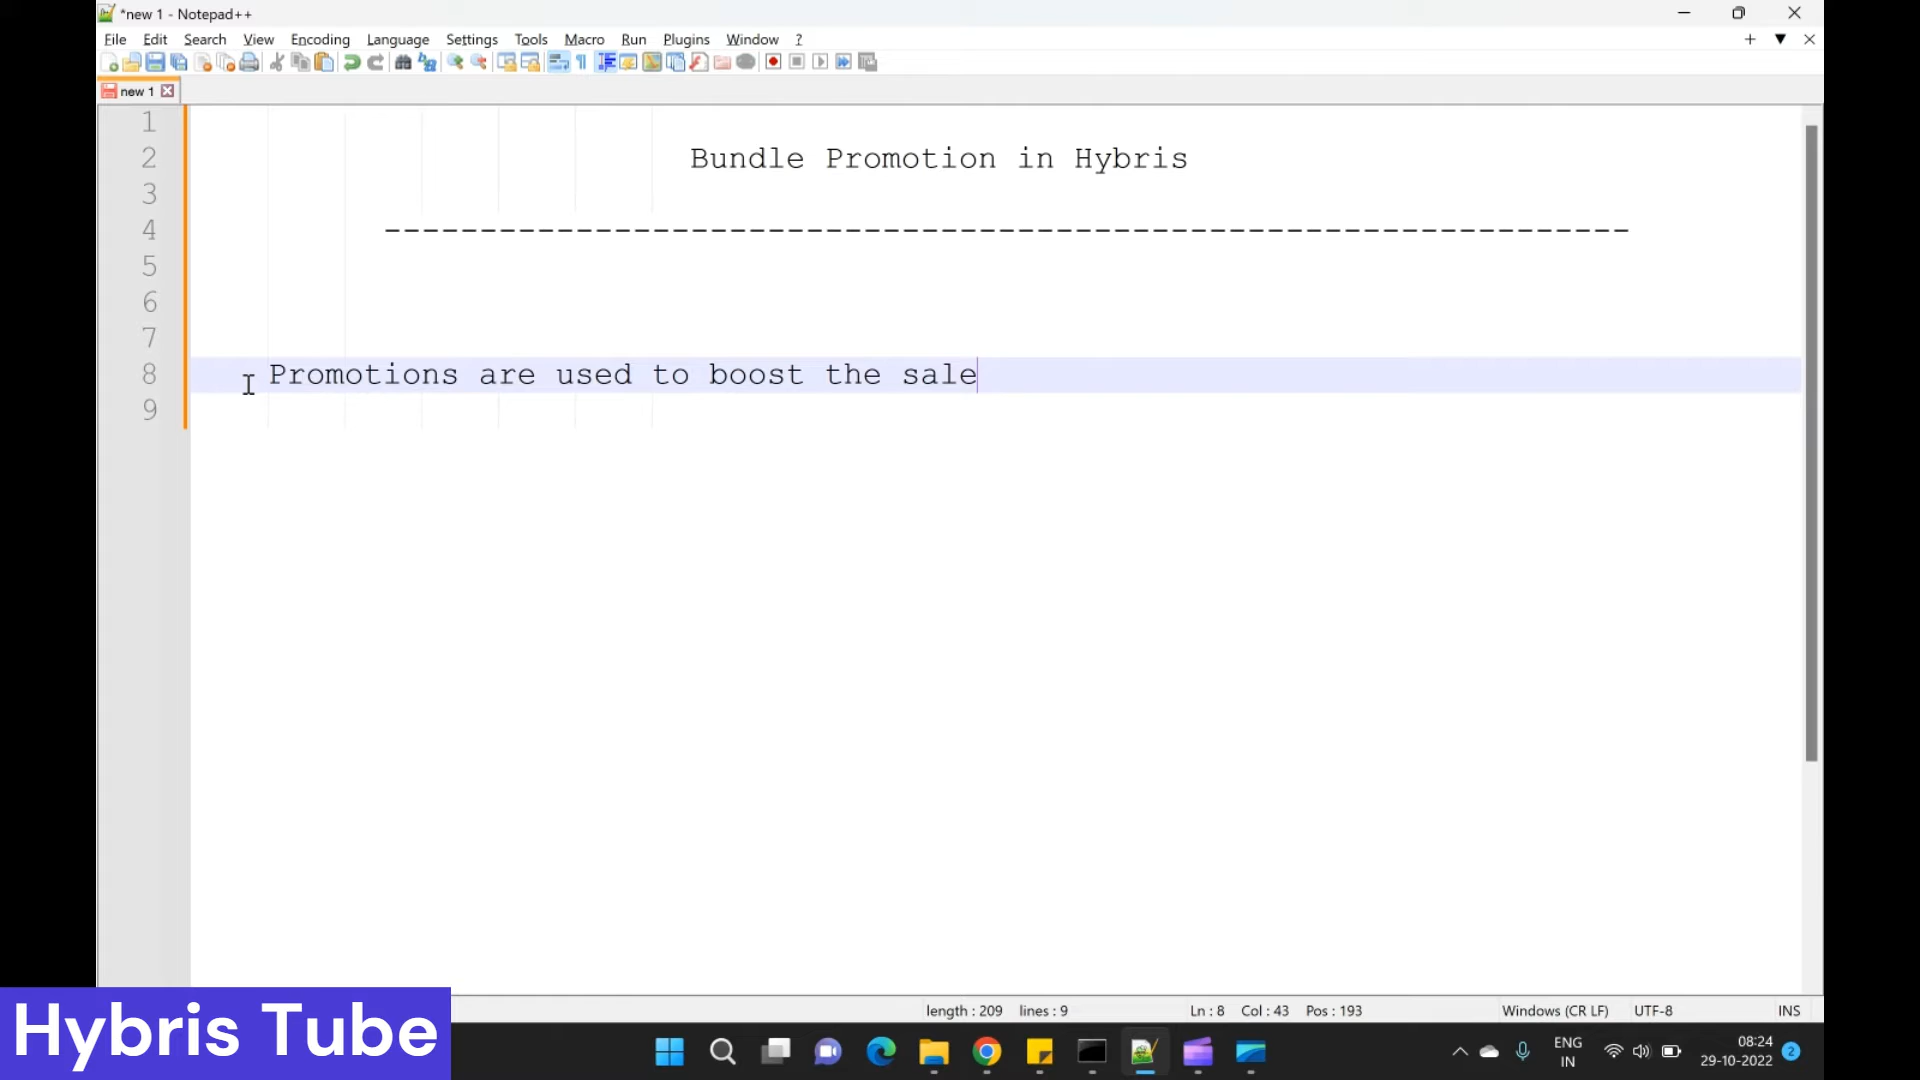 *new 1 - Notepad++
File Edit Search View Encoding Language Settings Tools Macro Run Plugins Window ?
new 1
1
2 Bundle Promotion in Hybris
3
4 -----------------------------------------------------------------
5
6
7
8 Promotions are used to boost the sale
9
length : 209 lines : 9 Ln : 8 Col : 43 Pos : 193 Windows (CR LF) UTF-8 INS
Hybris Tube
ENG
IN
08:24
29-10-2022
2